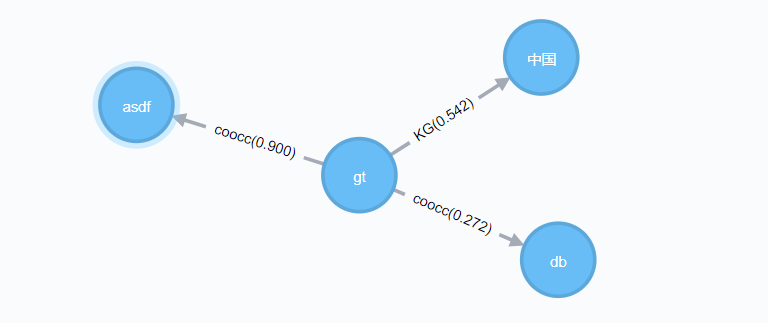 中国
KG(0.542)
asdf
coocc(0.900)
gt
coocc(0.272)
db